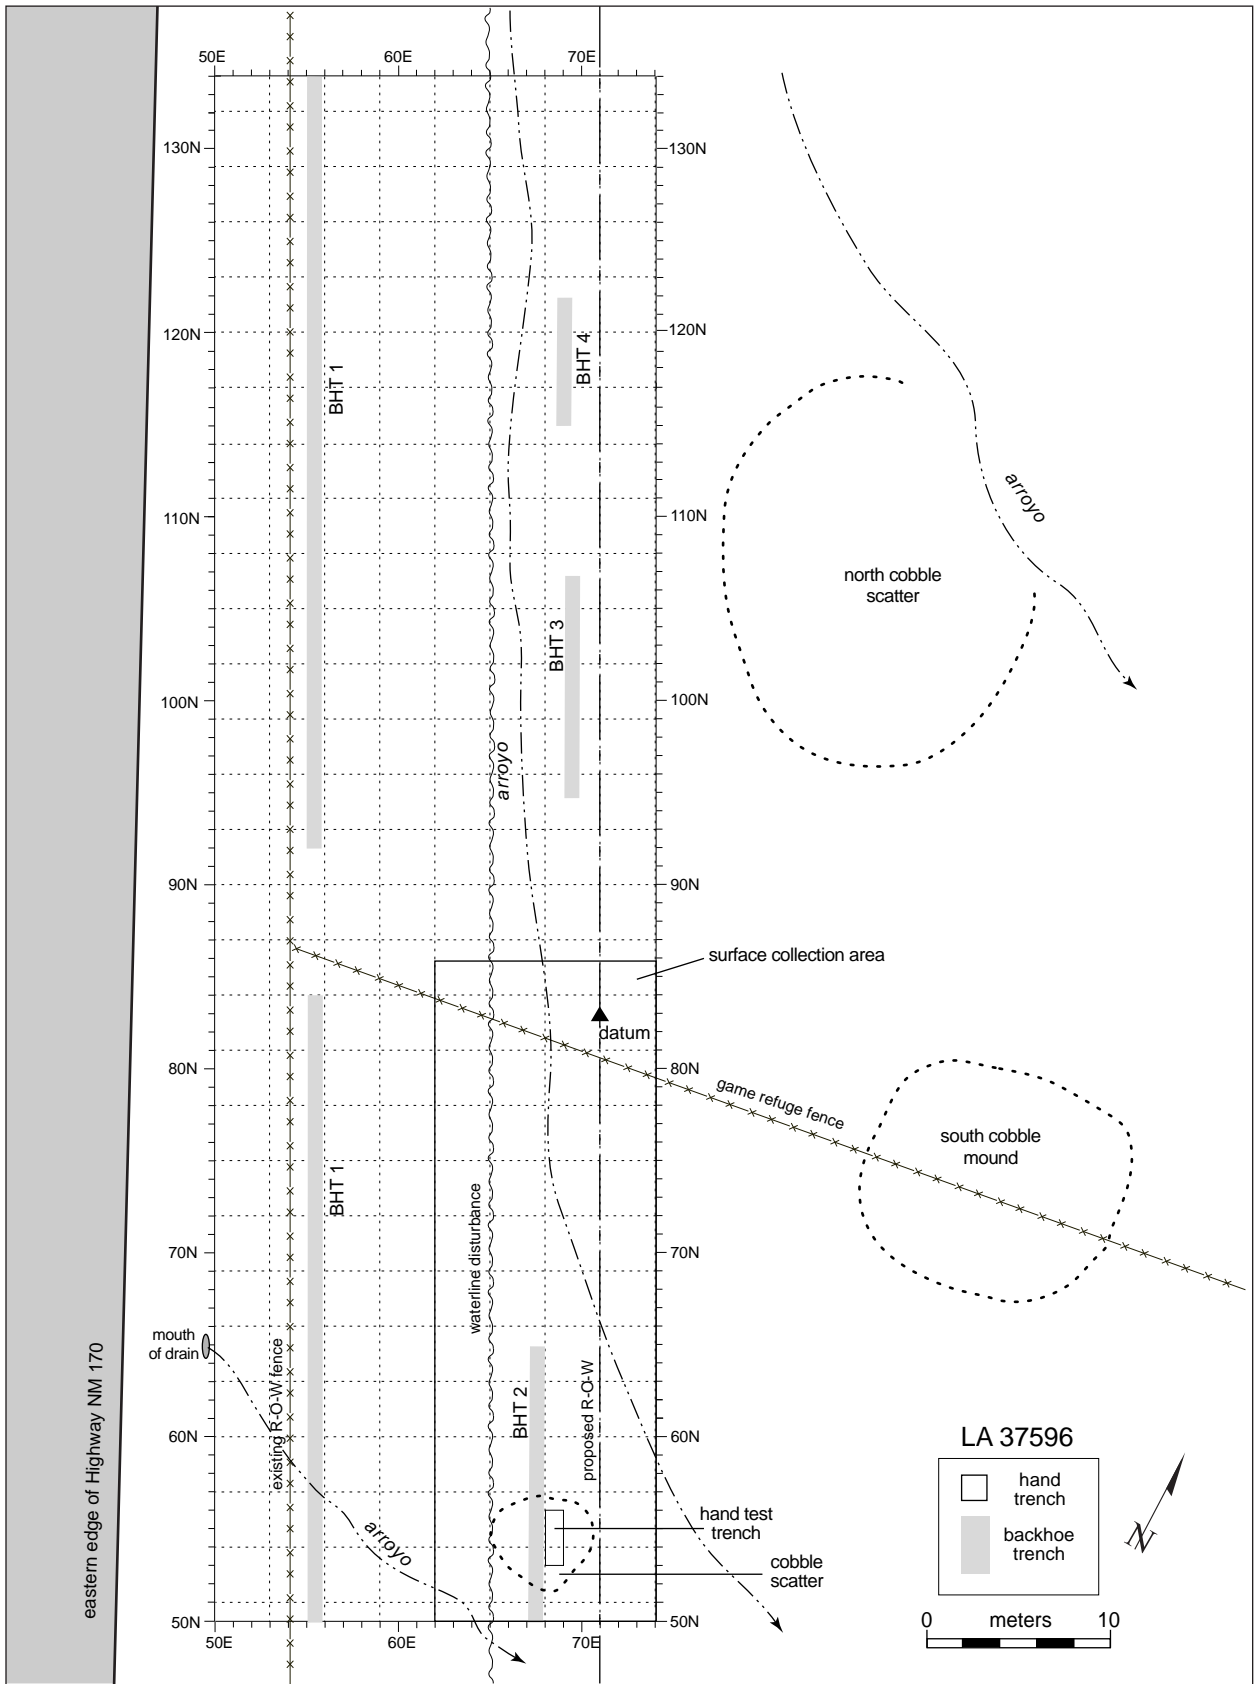 50E
60E
70E
130N
130N
120N
120N
BHT 1
BHT 4
110N
110N
arroyo
north cobble
scatter
BHT 3
100N
100N
arroyo
90N
90N
surface collection area
datum
80N
80N
game refuge fence
south cobble
mound
BHT 1
waterline disturbance
70N
70N
mouth
of drain
eastern edge of Highway NM 170
existing R-O-W fence
BHT 2
proposed R-O-W
60N
60N
arroyo
hand test
trench
cobble
scatter
50N
50N
50E
60E
70E
LA 37596
hand
trench
backhoe
trench
N
0
meters
10